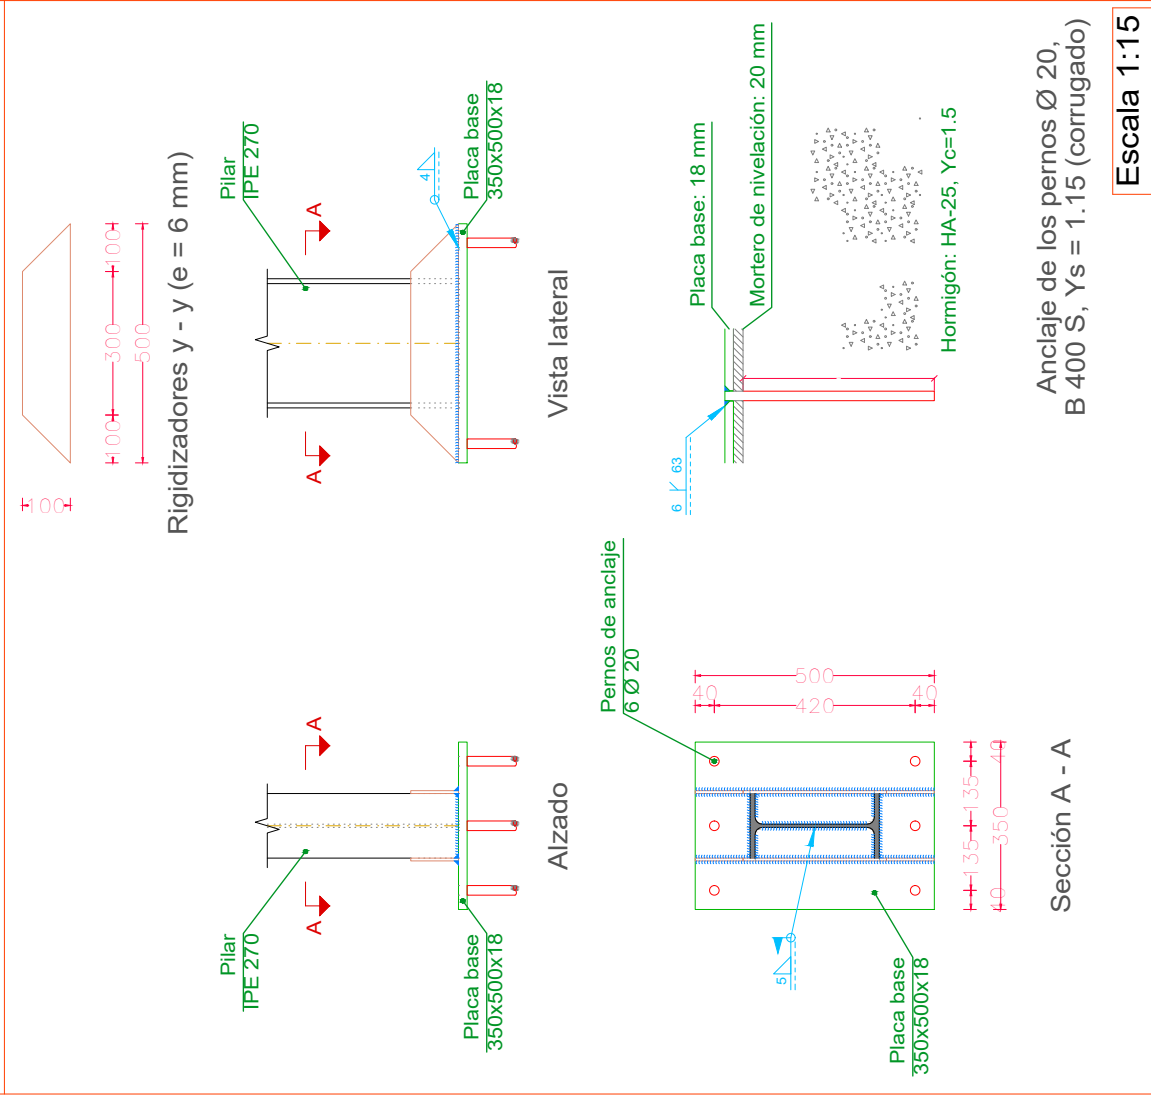 100
100
300
100
500
Rigidizadores y - y (e = 6 mm)
Pilar
IPE 270
A
A
4
Placa base
350x500x18
Vista lateral
Pilar
IPE 270
A
A
Placa base
350x500x18
Alzado
Placa base: 18 mm
Mortero de nivelación: 20 mm
6
63
Hormigón: HA-25, Yc=1.5
Anclaje de los pernos Ø 20,
B 400 S, Ys = 1.15 (corrugado)
Pernos de anclaje
6 Ø 20
40
420
40
500
40
135
135
40
350
5
Placa base
350x500x18
Sección A - A
Escala 1:15